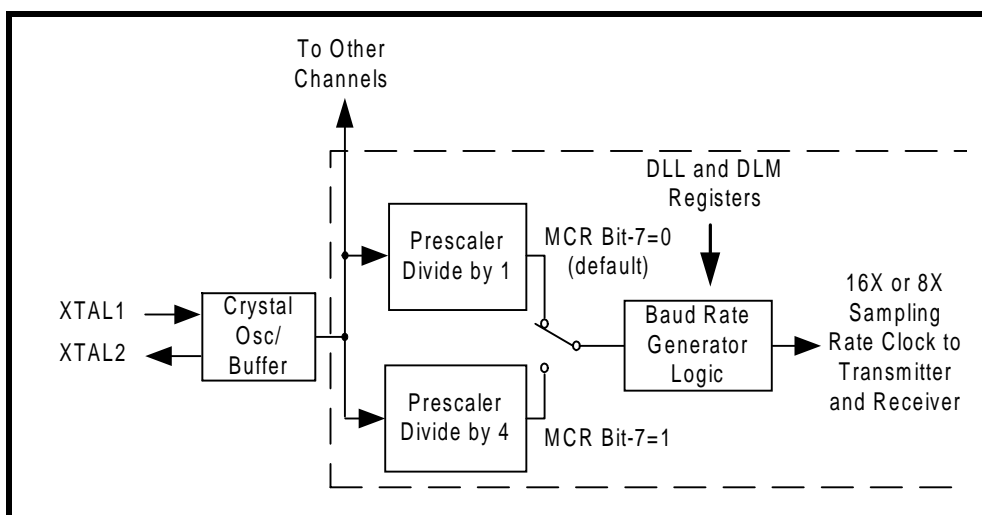 To Other
Channels
DLL and DLM
Registers
Prescaler
Divide by 1
MCR Bit-7=0
(default)
XTAL1
XTAL2
Crystal
Osc/
Buffer
Baud Rate
Generator
Logic
16X or 8X
Sampling
Rate Clock to
Transmitter
and Receiver
Prescaler
Divide by 4
MCR Bit-7=1